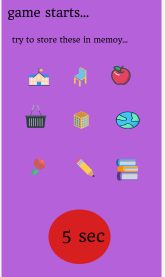 game starts...
try to store these in memoy...
5 sec